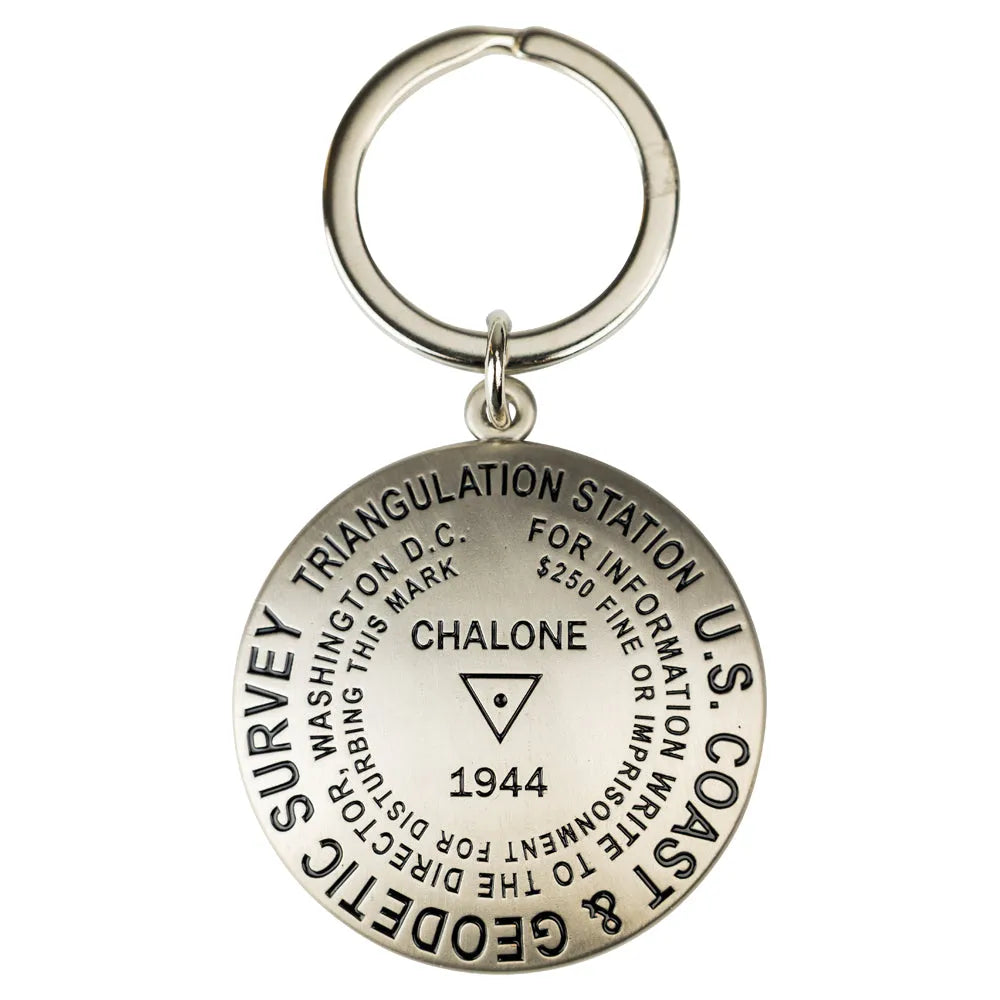 U.S. COAST & GEODETIC SURVEY TRIANGULATION STATION
FOR INFORMATION WRITE TO THE DIRECTOR, WASHINGTON D.C.
$250 FINE OR IMPRISONMENT FOR DISTURBING THIS MARK
CHALONE
1944